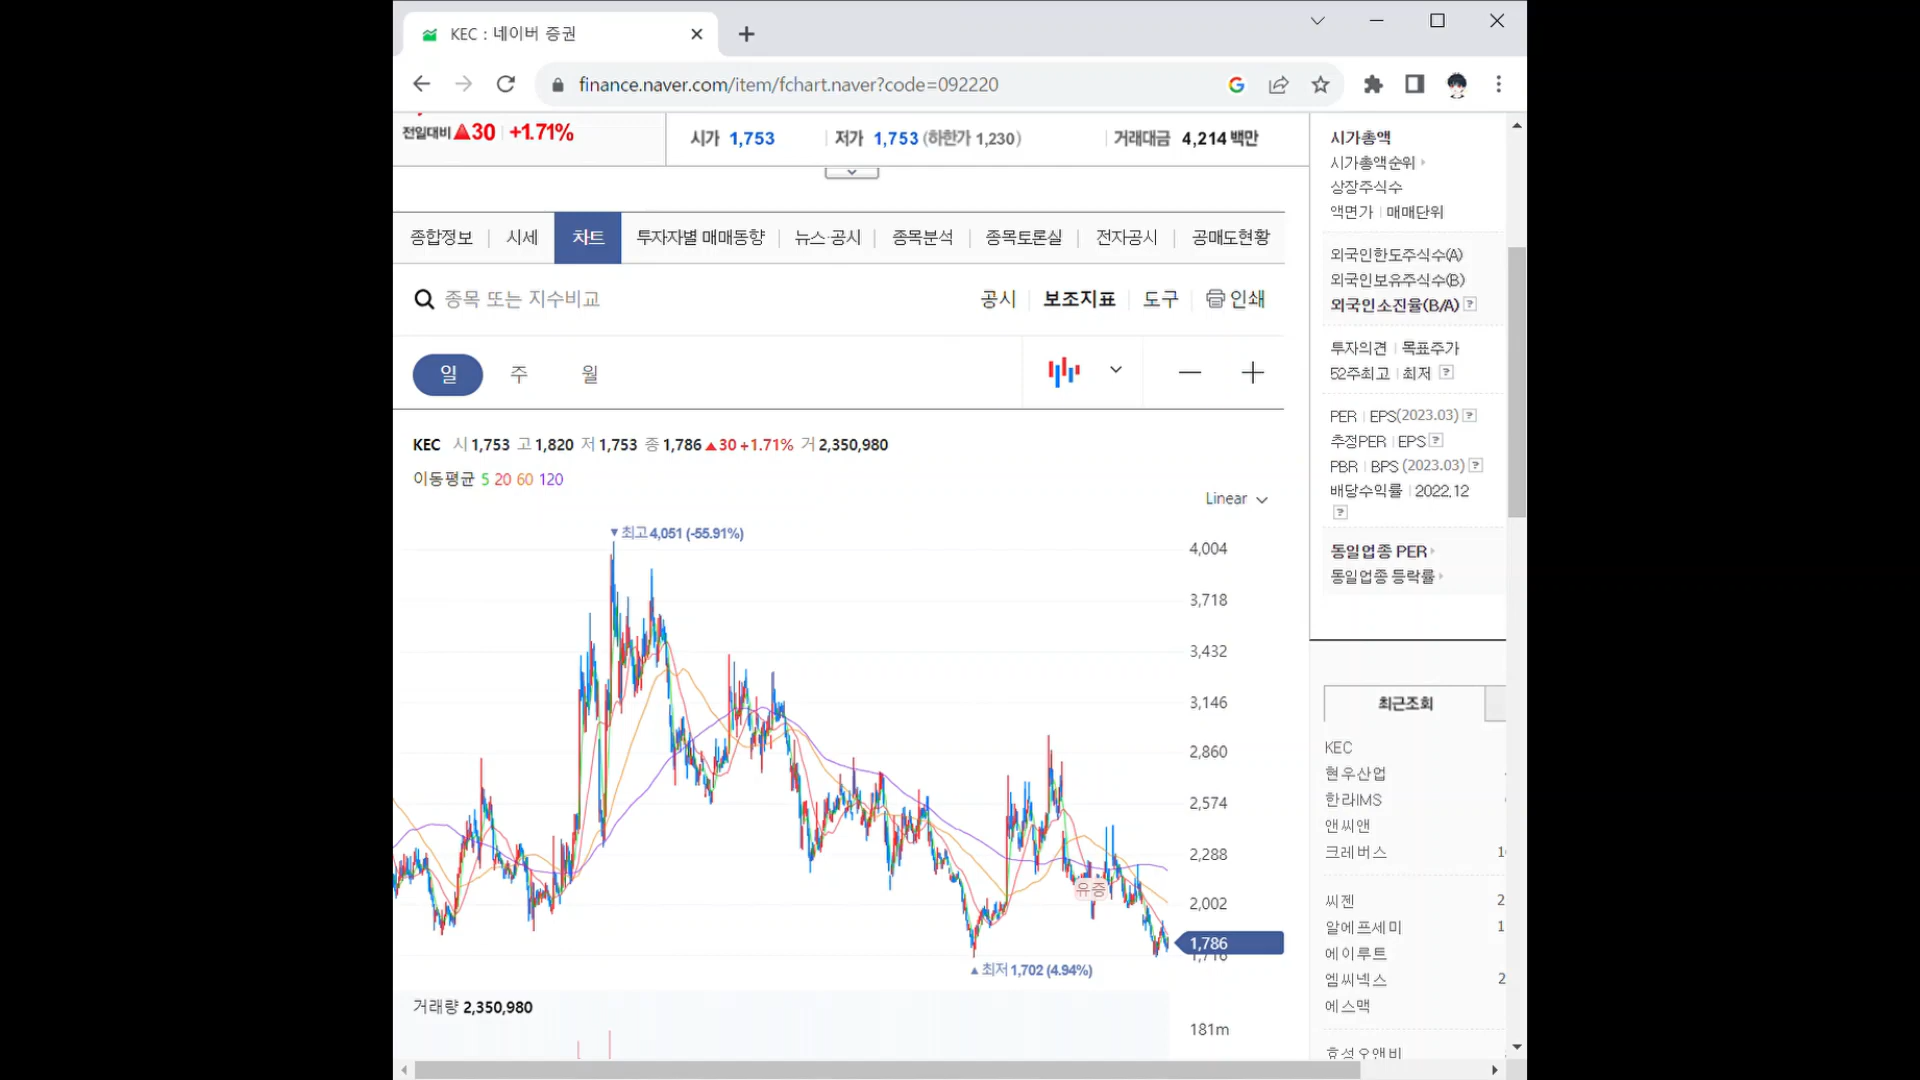 KEC : 네이버 증권
finance.naver.com/item/fchart.naver?code=092220
전일대비 ▲30 +1.71%
시가 1,753 저가 1,753 (하한가 1,230) 거래대금 4,214 백만
종합정보 시세 차트 투자자별 매매동향 뉴스·공시 종목분석 종목토론실 전자공시 공매도현황
종목 또는 지수비교 공시 보조지표 도구 인쇄
일 주 월
KEC 시 1,753 고 1,820 저 1,753 종 1,786 ▲30 +1.71% 거 2,350,980
이동평균 5 20 60 120
Linear
▼최고 4,051 (-55.91%)
4,004
3,718
3,432
3,146
2,860
2,574
2,288
유증
2,002
1,786
1,716
▲최저 1,702 (4.94%)
거래량 2,350,980
181m
시가총액
시가총액순위
상장주식수
액면가 매매단위
외국인한도주식수(A)
외국인보유주식수(B)
외국인소진율(B/A) ?
투자의견 목표주가
52주최고 최저 ?
PER EPS(2023.03) ?
추정PER EPS ?
PBR BPS (2023.03) ?
배당수익률 2022.12
?
동일업종 PER
동일업종 등락률
최근조회
KEC
현우산업
한라IMS
앤씨앤
크레버스
씨젠 2
알에프세미 1
에이루트
엠씨넥스 2
에스맥
효성오앤비